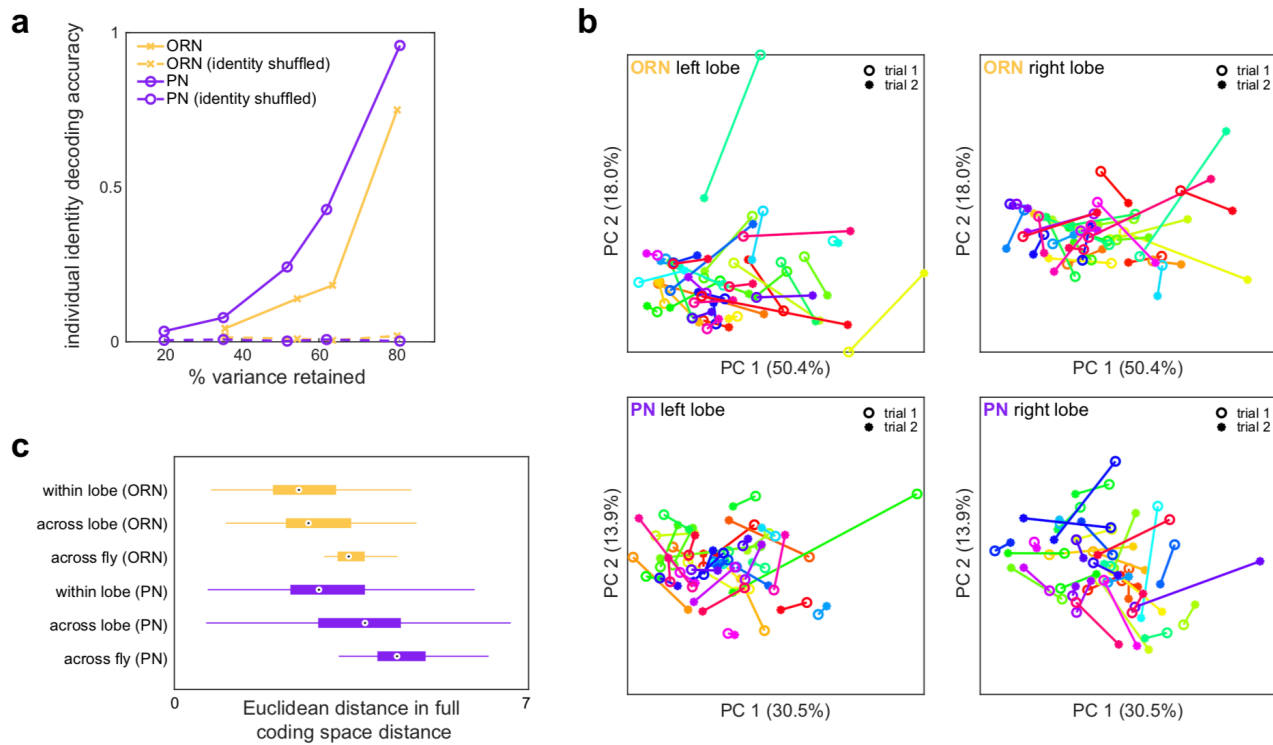 a
individual identity decoding accuracy
1
0.5
0
ORN
ORN (identity shuffled)
PN
PN (identity shuffled)
20
40
60
80
% variance retained
b
ORN left lobe
trial 1
trial 2
PC 2 (18.0%)
PC 1 (50.4%)
ORN right lobe
trial 1
trial 2
PC 2 (18.0%)
PC 1 (50.4%)
PN left lobe
trial 1
trial 2
PC 2 (13.9%)
PC 1 (30.5%)
PN right lobe
trial 1
trial 2
PC 2 (13.9%)
PC 1 (30.5%)
c
within lobe (ORN)
across lobe (ORN)
across fly (ORN)
within lobe (PN)
across lobe (PN)
across fly (PN)
0
7
Euclidean distance in full
coding space distance